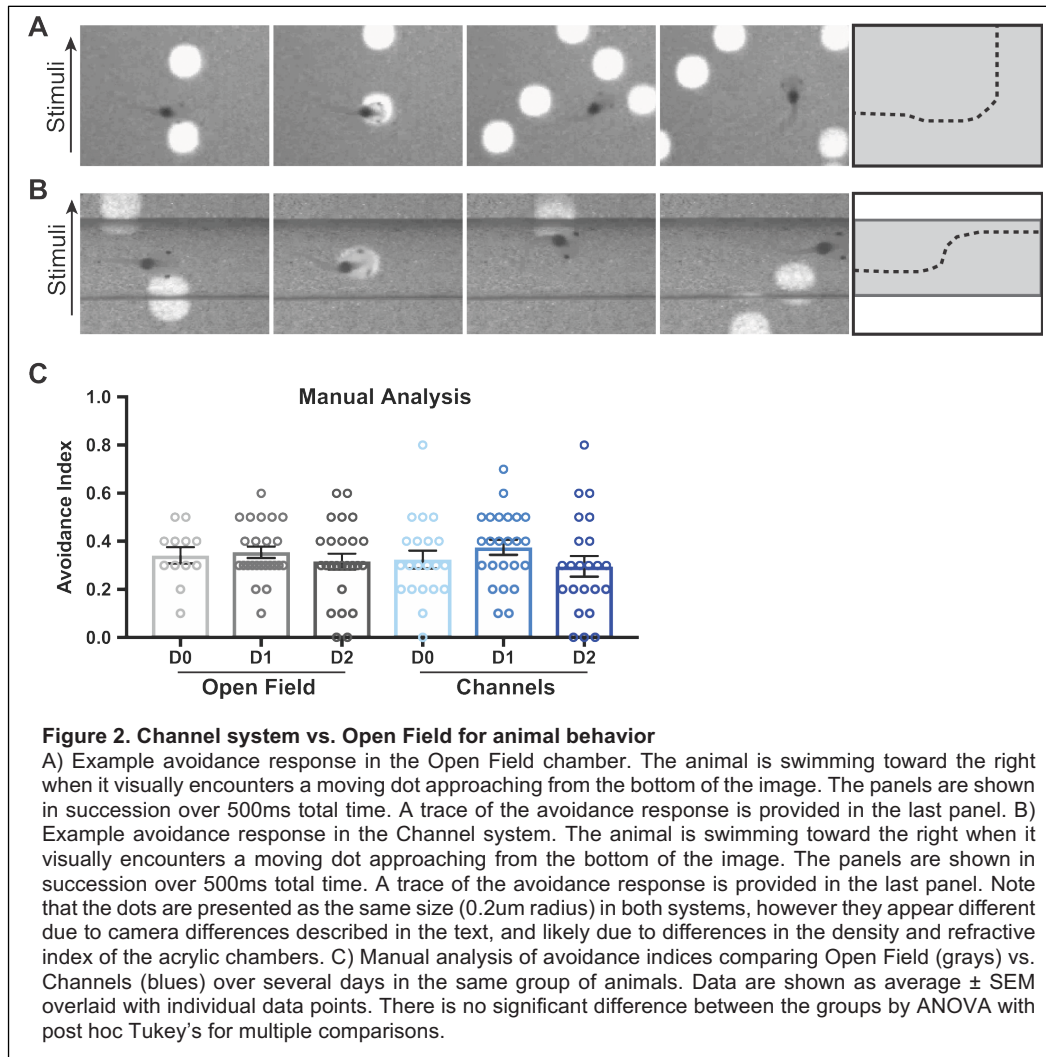 A
Stimuli
B
Stimuli
C
Manual Analysis
1.0
0.8
0.6
0.4
0.2
0.0
Avoidance Index
D0 D1 D2 D0 D1 D2
Open Field Channels
Figure 2. Channel system vs. Open Field for animal behavior
A) Example avoidance response in the Open Field chamber. The animal is swimming toward the right
when it visually encounters a moving dot approaching from the bottom of the image. The panels are shown
in succession over 500ms total time. A trace of the avoidance response is provided in the last panel. B)
Example avoidance response in the Channel system. The animal is swimming toward the right when it
visually encounters a moving dot approaching from the bottom of the image. The panels are shown in
succession over 500ms total time. A trace of the avoidance response is provided in the last panel. Note
that the dots are presented as the same size (0.2um radius) in both systems, however they appear different
due to camera differences described in the text, and likely due to differences in the density and refractive
index of the acrylic chambers. C) Manual analysis of avoidance indices comparing Open Field (grays) vs.
Channels (blues) over several days in the same group of animals. Data are shown as average ± SEM
overlaid with individual data points. There is no significant difference between the groups by ANOVA with
post hoc Tukey's for multiple comparisons.